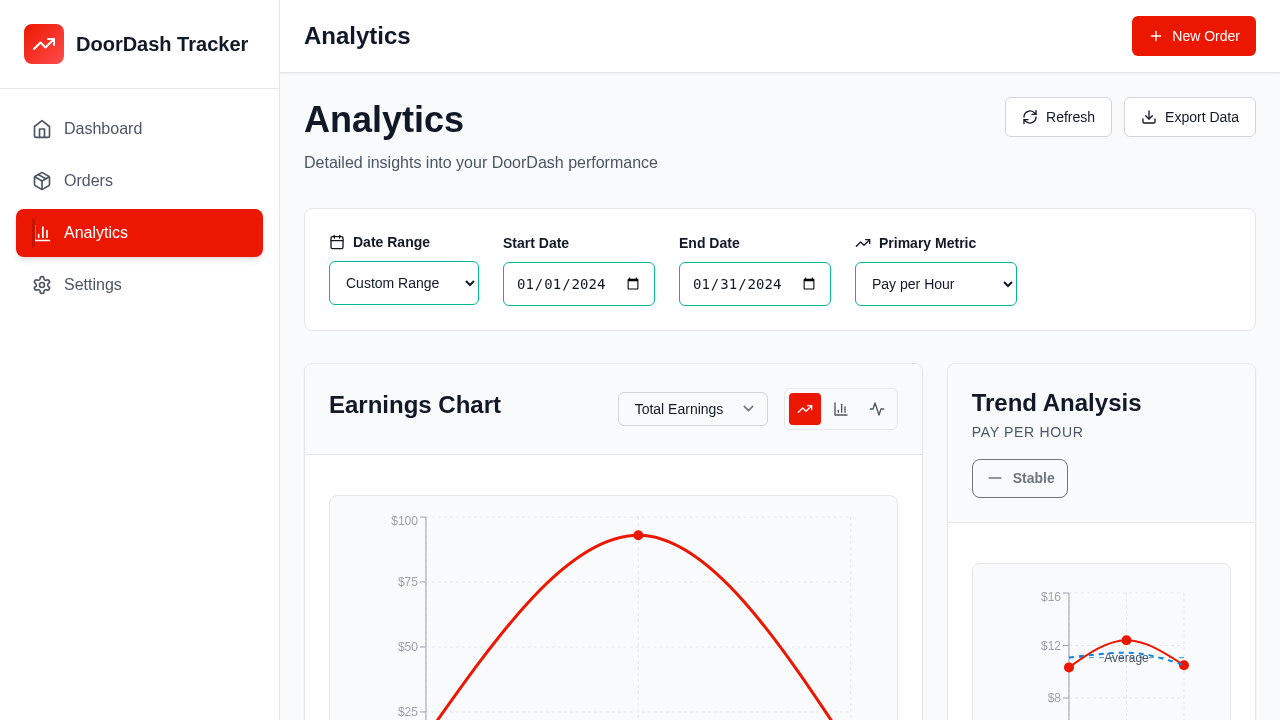 DoorDash Tracker
Dashboard
Orders
Analytics
Settings
Analytics
New Order
Analytics
Detailed insights into your DoorDash performance
Refresh
Export Data
Date Range
Custom Range
Start Date
01/01/2024
End Date
01/31/2024
Primary Metric
Pay per Hour
Earnings Chart
Total Earnings
$100
$75
$50
$25
Trend Analysis
PAY PER HOUR
Stable
$16
$12
$8
Average